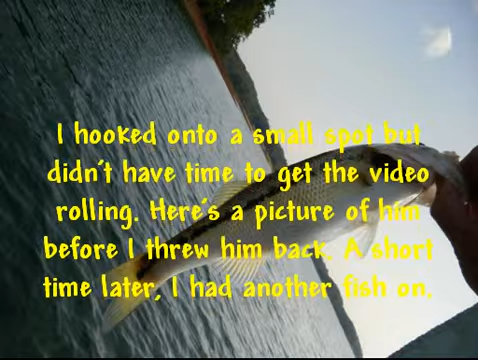 I hooked onto a small spot but
didn't have time to get the video
rolling. Here's a picture of him
before I threw him back. A short
time later, I had another fish on.